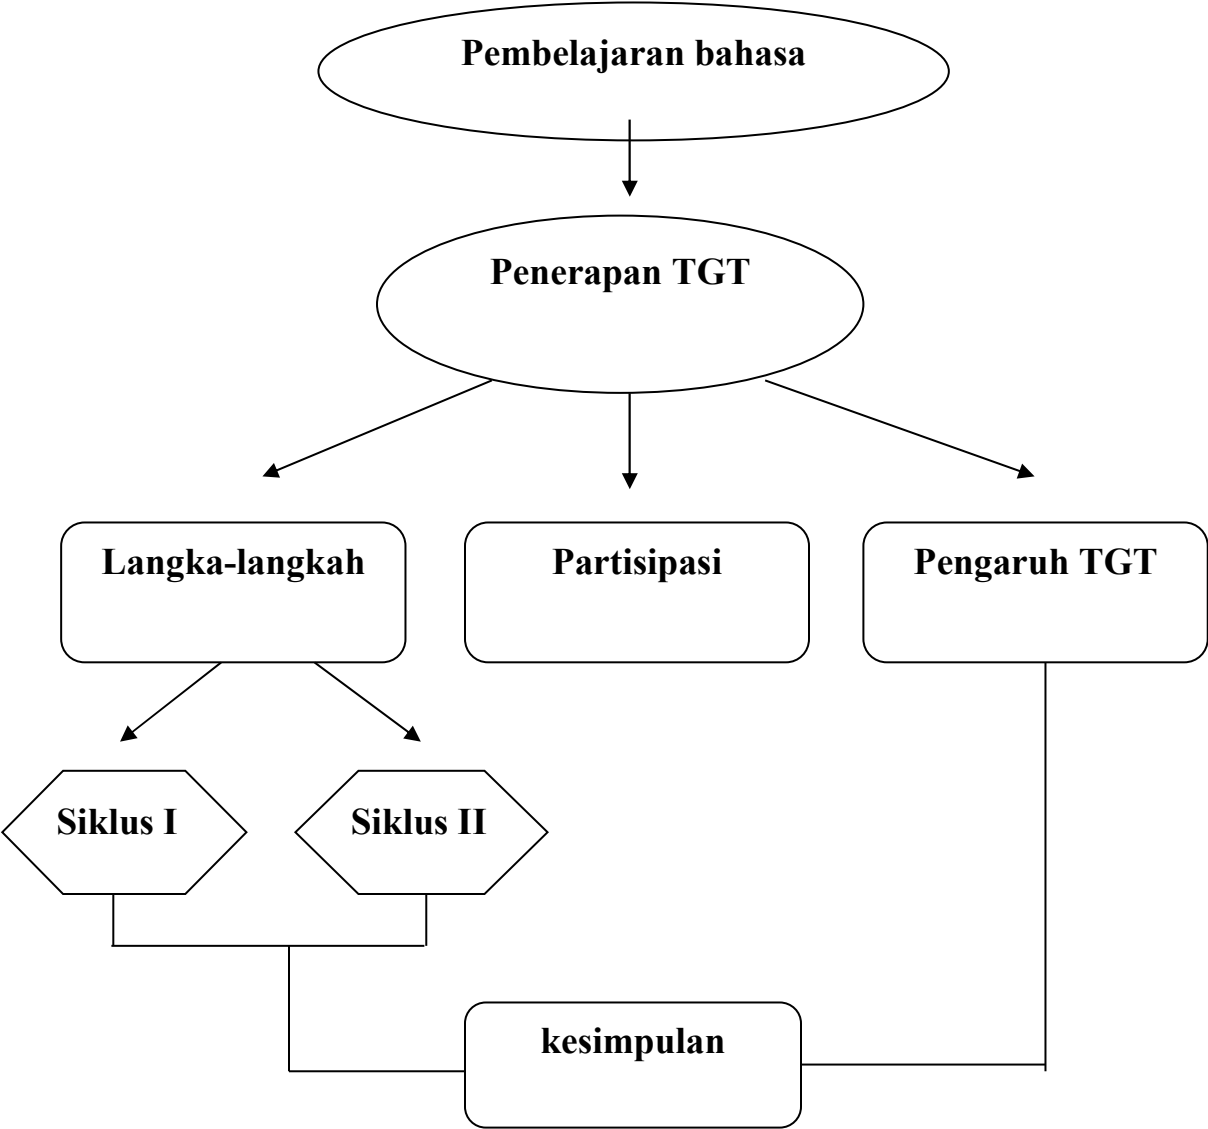 Pembelajaran bahasa
Penerapan TGT
Langka-langkah
Partisipasi
Pengaruh TGT
Siklus I
Siklus II
kesimpulan